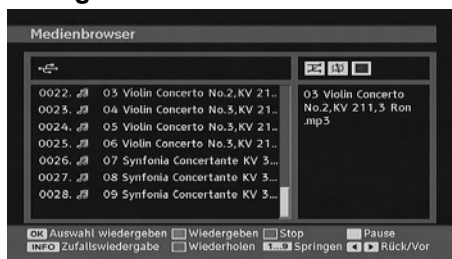 Medienbrowser
0022. 03 Violin Concerto No.2,KV 21..
0023. 04 Violin Concerto No.3,KV 21..
0024. 05 Violin Concerto No.3,KV 21..
0025. 06 Violin Concerto No.3,KV 21..
0026. 07 Synfonia Concertante KV 3...
0027. 08 Synfonia Concertante KV 3...
0028. 09 Synfonia Concertante KV 3...
03 Violin Concerto
No.2,KV 211,3 Ron
.mp3
OK Auswahl wiedergeben Wiedergeben Stop Pause
INFO Zufallswiedergabe Wiederholen 1...9 Springen Rück/Vor